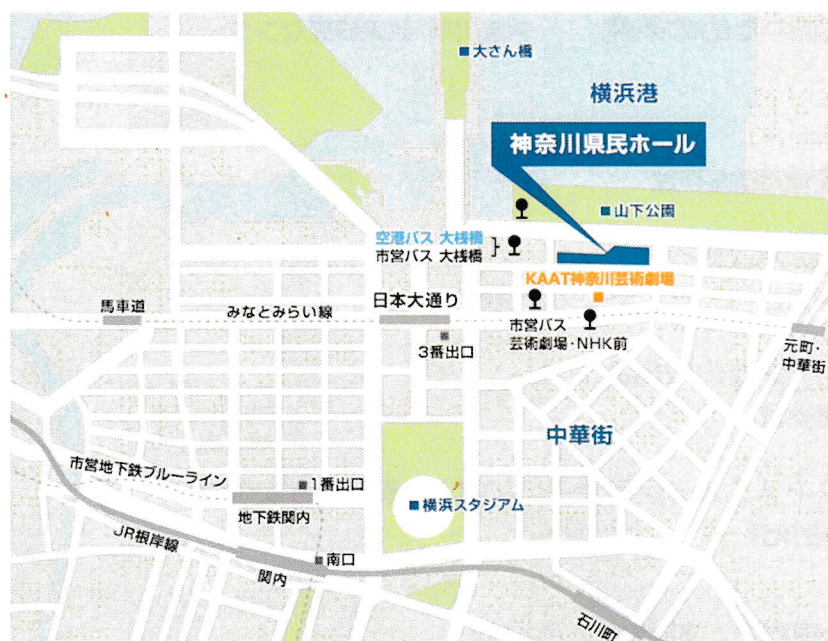 大さん橋
横浜港
神奈川県民ホール
山下公園
空港バス 大桟橋
市営バス 大桟橋
KAAT神奈川芸術劇場
馬車道
みなとみらい線
日本大通り
市営バス
芸術劇場・NHK前
3番出口
元町・
中華街
中華街
市営地下鉄ブルーライン
1番出口
横浜スタジアム
地下鉄関内
JR根岸線
南口
関内
石川町